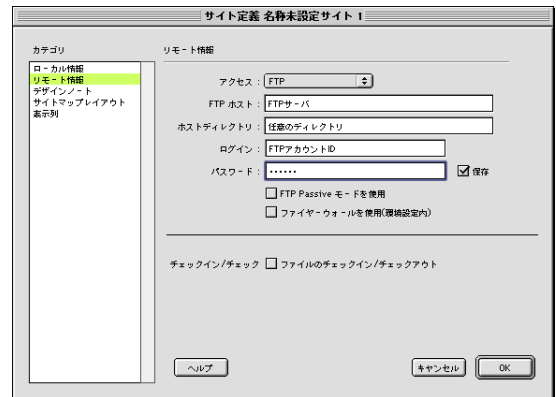 サイト定義 名称未設定サイト 1
カテゴリ
ローカル情報
リモート情報
デザインノート
サイトマップレイアウト
表示列
リモート情報
アクセス： FTP
FTP ホスト： FTPサーバ
ホストディレクトリ： 任意のディレクトリ
ログイン： FTPアカウントID
パスワード： •••••• 保存
FTP Passive モードを使用
ファイヤーウォールを使用(環境設定内)
チェックイン/チェック ファイルのチェックイン/チェックアウト
ヘルプ
キャンセル
OK